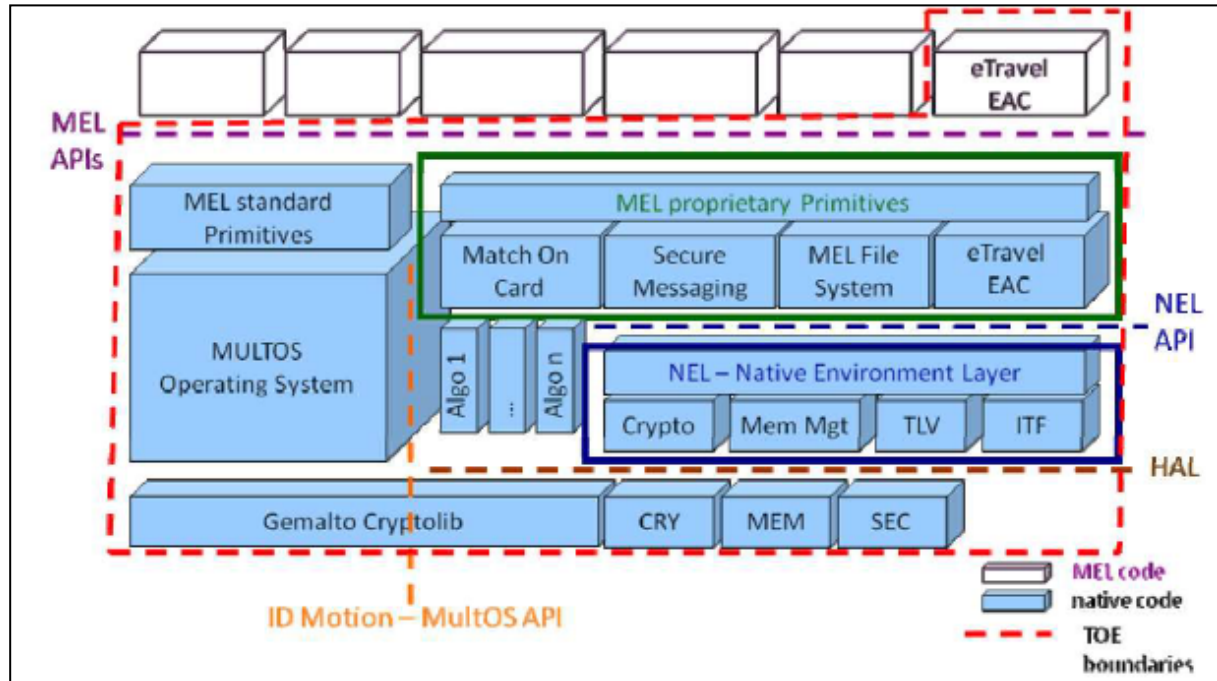 eTravel
EAC
MEL
APIs
MEL standard
Primitives
MEL proprietary Primitives
Match On
Card
Secure
Messaging
MEL File
System
eTravel
EAC
NEL
API
MULTOS
Operating System
Algo 1
...
Algo n
NEL – Native Environment Layer
Crypto
Mem Mgt
TLV
ITF
HAL
Gemalto Cryptolib
CRY
MEM
SEC
ID Motion – MultOS API
MEL code
native code
TOE
boundaries